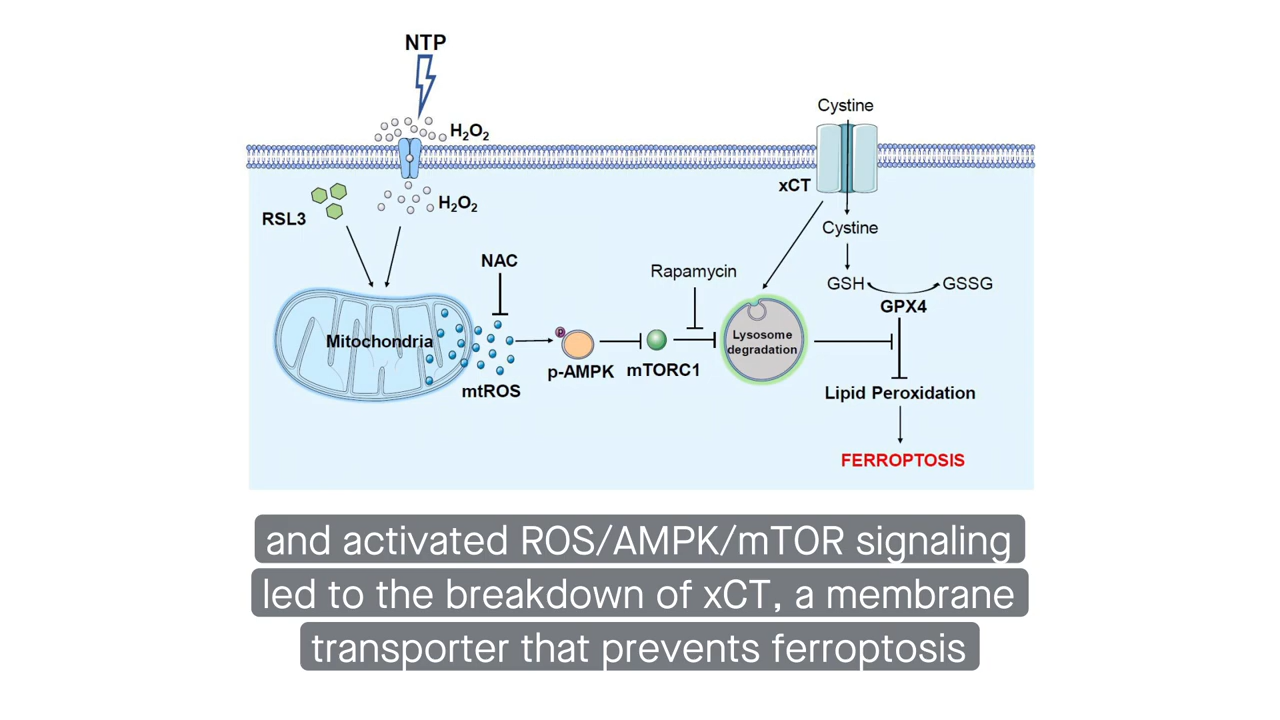 NTP
H₂O₂
Cystine
xCT
RSL3
H₂O₂
Cystine
NAC
Rapamycin
GSH
GSSG
GPX4
Mitochondria
mtROS
P
p-AMPK
mTORC1
Lysosome
degradation
Lipid Peroxidation
FERROPTOSIS
and activated ROS/AMPK/mTOR signaling
led to the breakdown of xCT, a membrane
transporter that prevents ferroptosis